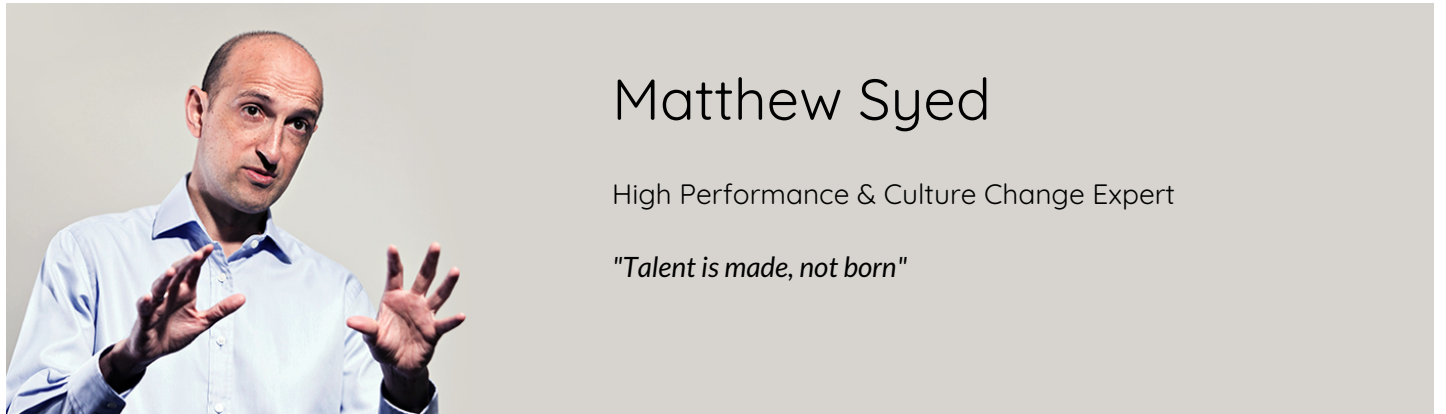 Matthew Syed
High Performance & Culture Change Expert
"Talent is made, not born"